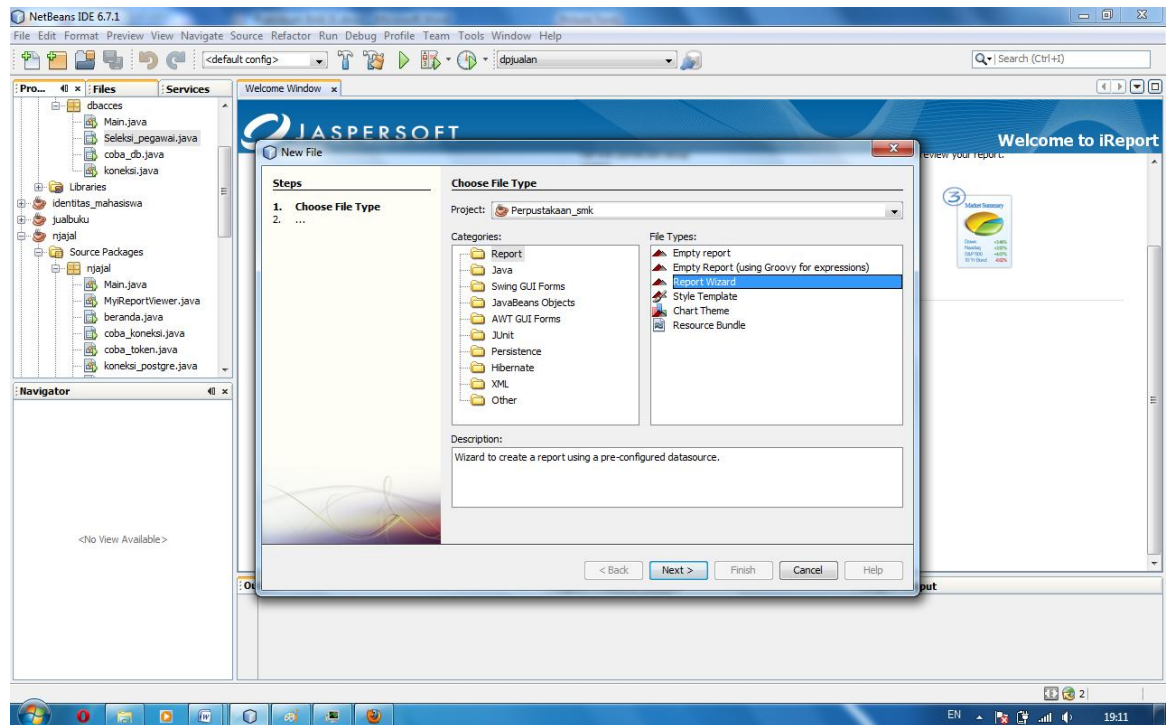 NetBeans IDE 6.7.1
File Edit Format Preview View Navigate Source Refactor Run Debug Profile Team Tools Window Help
<default config>
dpjualan
Search (Ctrl+I)
Pro...
Files
Services
dbacces
Main.java
Seleksi_pegawai.java
coba_db.java
koneksi.java
Libraries
identitas_mahasiswa
jualbuku
njajal
Source Packages
njajal
Main.java
MyiReportViewer.java
beranda.java
coba_koneksi.java
coba_token.java
koneksi_postgre.java
Navigator
<No View Available>
Welcome Window
JASPERSOFT
Welcome to iReport
review your report.
3
Market Summary
New File
Steps
1. Choose File Type
2. ...
Choose File Type
Project: Perpustakaan_smk
Categories:
Report
Java
Swing GUI Forms
JavaBeans Objects
AWT GUI Forms
JUnit
Persistence
Hibernate
XML
Other
File Types:
Empty report
Empty Report (using Groovy for expressions)
Report Wizard
Style Template
Chart Theme
Resource Bundle
Description:
Wizard to create a report using a pre-configured datasource.
< Back Next > Finish Cancel Help
Ou
put
2
EN 19:11